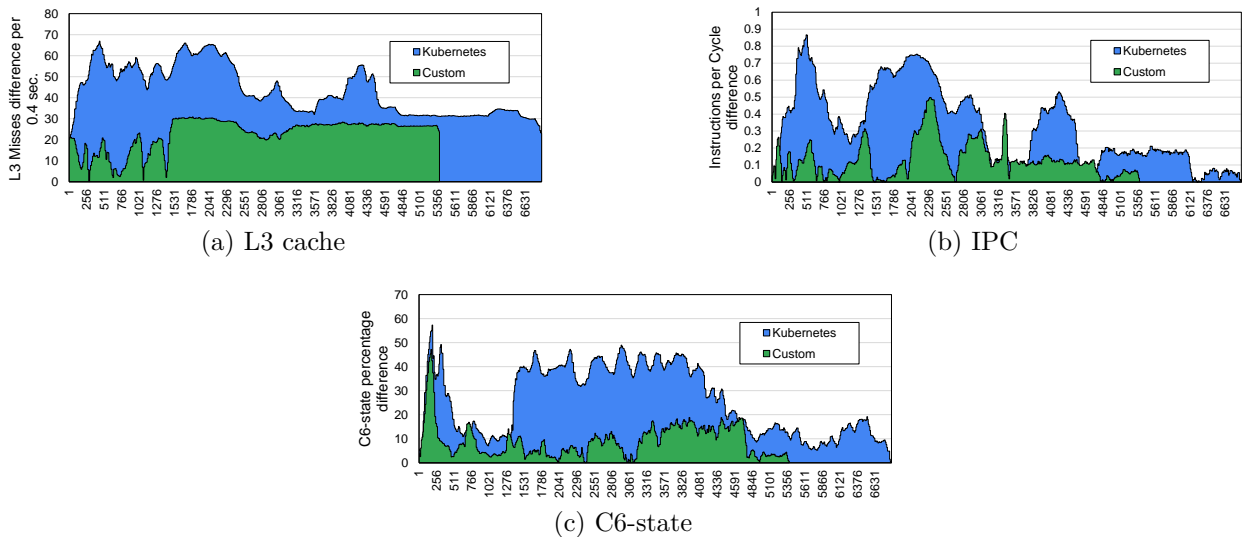 80
70
60
50
40
30
20
10
0
L3 Misses difference per
0.4 sec.
Kubernetes
Custom
1 256 511 766 1021 1276 1531 1786 2041 2296 2551 2806 3061 3316 3571 3826 4081 4336 4591 4846 5101 5356 5611 5866 6121 6376 6631
(a) L3 cache
1
0.9
0.8
0.7
0.6
0.5
0.4
0.3
0.2
0.1
0
Instructions per Cycle
difference
Kubernetes
Custom
1 256 511 766 1021 1276 1531 1786 2041 2296 2551 2806 3061 3316 3571 3826 4081 4336 4591 4846 5101 5356 5611 5866 6121 6376 6631
(b) IPC
70
60
50
40
30
20
10
0
C6-state percentage
difference
Kubernetes
Custom
1 256 511 766 1021 1276 1531 1786 2041 2296 2551 2806 3061 3316 3571 3826 4081 4336 4591 4846 5101 5356 5611 5866 6121 6376 6631
(c) C6-state